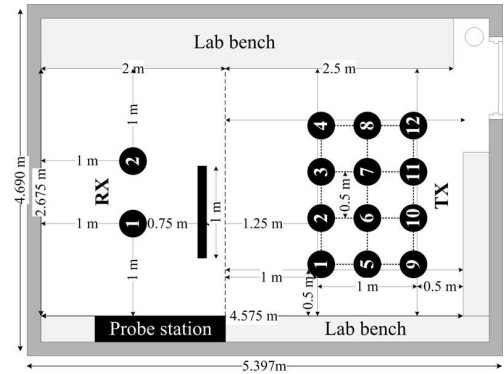 Lab bench
2 m
2.5 m
4.690 m
2.675 m
1 m
1 m
RX
2
1 m
1
0.75 m
1 m
1.25 m
4
8
12
3
7
11
0.5 m
TX
2
6
10
1
5
9
1 m
1 m
0.5 m
1 m
0.5 m
Probe station
4.575 m
Lab bench
5.397m